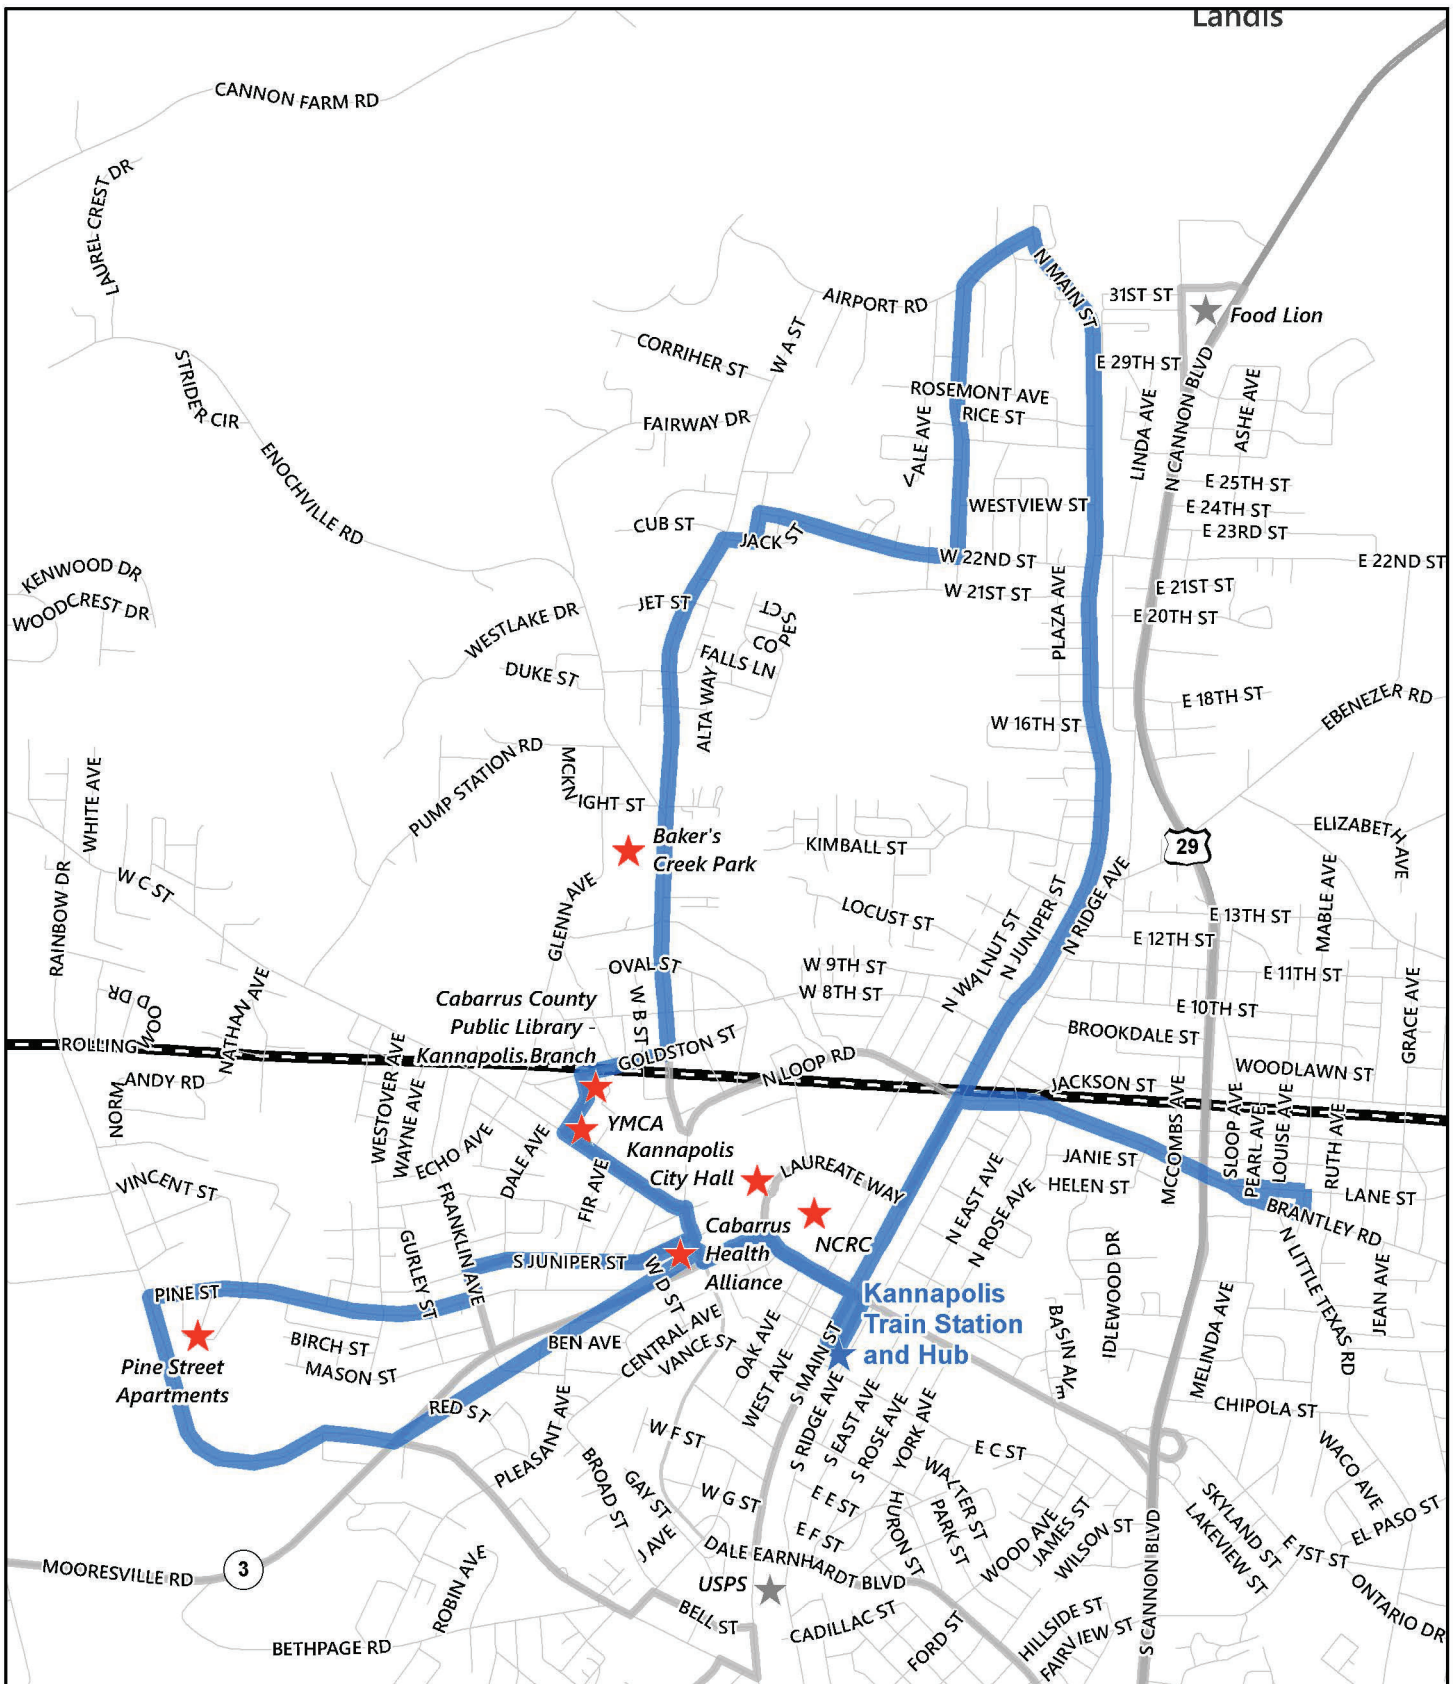 Landis
CANNON FARM RD
LAUREL CREST DR
N MAIN ST
31ST ST
AIRPORT RD
Food Lion
W A ST
CORRIHER ST
STRIDER CIR
E 29TH ST
N CANNON BLVD
ASHE AVE
ROSEMONT AVE
RICE ST
FAIRWAY DR
VALE AVE
LINDA AVE
ENOCHVILLE RD
E 25TH ST
WESTVIEW ST
E 24TH ST
CUB ST
E 23RD ST
JACK ST
W 22ND ST
E 22ND ST
KENWOOD DR
WOODCREST DR
W 21ST ST
E 21ST ST
JET ST
PLAZA AVE
E 20TH ST
WESTLAKE DR
PESCO CT
FALLS LN
DUKE ST
ALTA WAY
E 18TH ST
EBENEZER RD
W 16TH ST
PUMP STATION RD
MCKNIGHT ST
WHITE AVE
Baker's
Creek Park
KIMBALL ST
29
ELIZABETH AVE
W C ST
RAINBOW DR
GLENN AVE
LOCUST ST
N WALNUT ST
N JUNIPER ST
N RIDGE AVE
MABLE AVE
E 13TH ST
E 12TH ST
OVAL ST
W 9TH ST
E 11TH ST
W 8TH ST
E 10TH ST
GRACE AVE
WOOD DR
NATHAN AVE
Cabarrus County
Public Library -
Kannapolis Branch
W B ST
GOLDSTON ST
BROOKDALE ST
ROLLING
N LOOP RD
WOODLAWN ST
ANDY RD
JACKSON ST
NORM
WESTOVER AVE
WAYNE AVE
YMCA
MCCOMBS AVE
SLOOP AVE
PEARL AVE
LOUISE AVE
RUTH AVE
ECHO AVE
DALE AVE
FIR AVE
Kannapolis
City Hall
LAUREATE WAY
JANIE ST
HELEN ST
LANE ST
VINCENT ST
N EAST AVE
N ROSE AVE
BRANTLEY RD
FRANKLIN AVE
GURLEY ST
NCRC
Cabarrus
Health
Alliance
IDLEWOOD DR
N LITTLE TEXAS RD
S JUNIPER ST
W D ST
PINE ST
Kannapolis
Train Station
and Hub
JEAN AVE
BIRCH ST
BEN AVE
CENTRAL AVE
VANCE ST
OAK AVE
WEST AVE
S MAIN ST
BASIN AVE
MELINDA AVE
Pine Street
Apartments
MASON ST
RED ST
PLEASANT AVE
S RIDGE AVE
S EAST AVE
S ROSE AVE
YORK AVE
CHIPOLA ST
W F ST
E C ST
WACO AVE
BROAD ST
GAY ST
W G ST
E E ST
WALTER ST
PARK ST
HURON ST
SKYLAND ST
LAKEVIEW ST
EL PASO ST
J AVE
E F ST
WOOD AVE
JAMES ST
WILSON ST
E 1ST ST
DALE EARNHARDT BLVD
3
MOORESVILLE RD
USPS
ROBIN AVE
BELL ST
CADILLAC ST
FORD ST
HILLSIDE ST
FAIRVIEW ST
S CANNON BLVD
ONTARIO DR
BETHPAGE RD